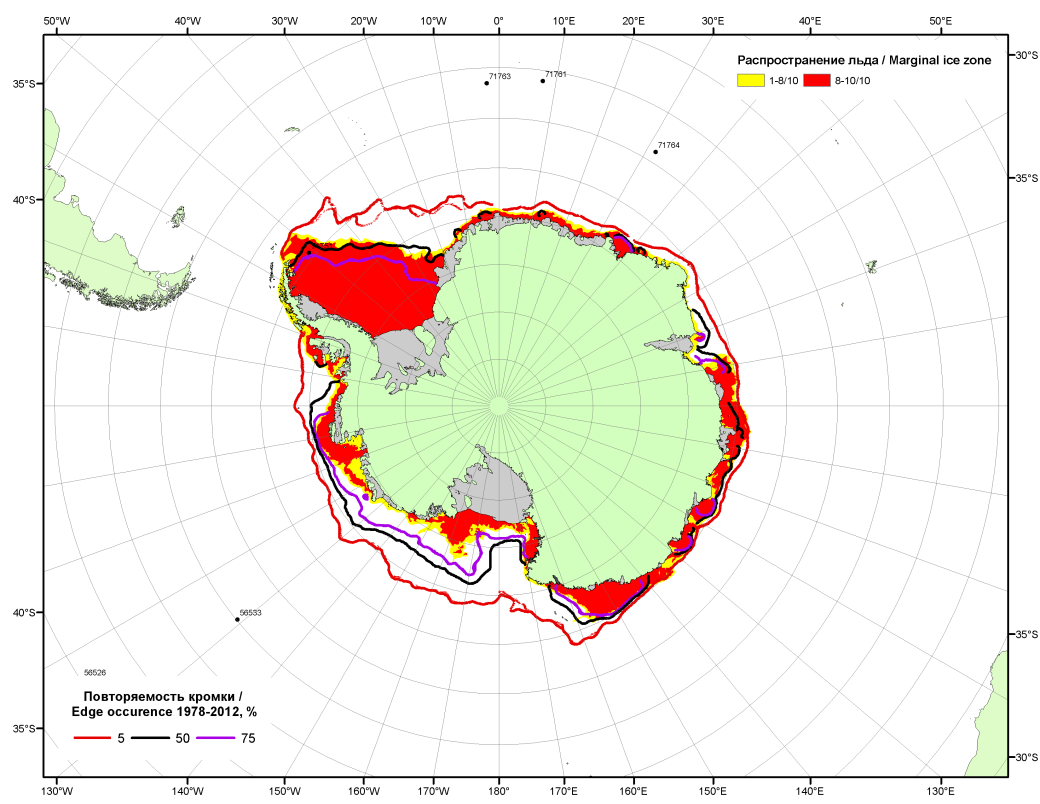 50°W 40°W 30°W 20°W 10°W 0° 10°E 20°E 30°E 40°E 50°E
30°S
Распространение льда / Marginal ice zone
1-8/10 8-10/10
35°S
71763 71761
71764
35°S
40°S
40°S
56533
35°S
56526
Повторяемость кромки /
Edge occurence 1978-2012, %
5 50 75
35°S
30°S
130°W 140°W 150°W 160°W 170°W 180° 170°E 160°E 150°E 140°E 130°E